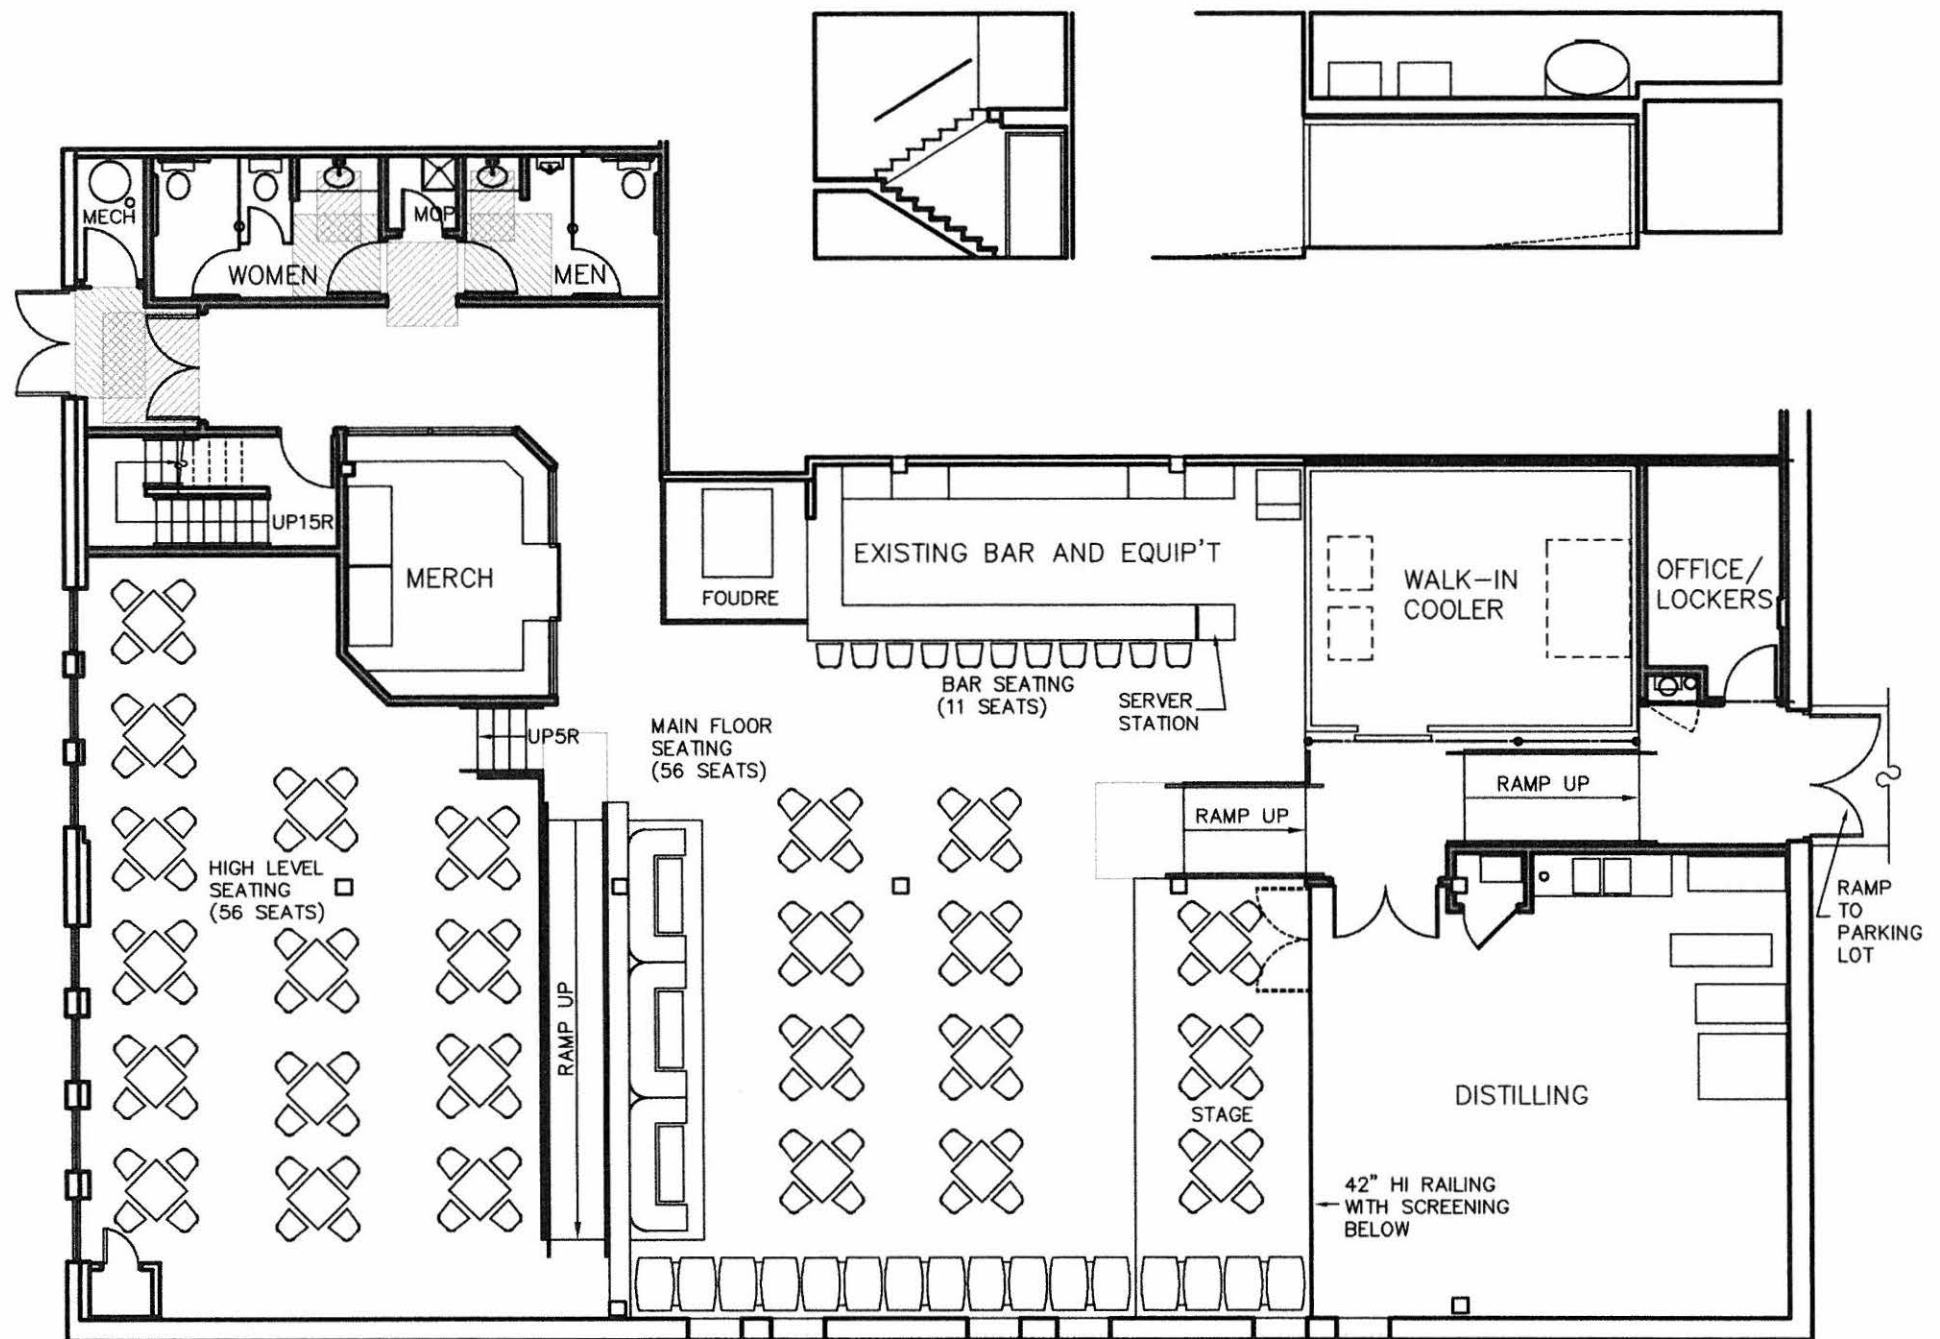 MECH
MOP
WOMEN
MEN
UP15R
MERCH
FOUDRE
EXISTING BAR AND EQUIP'T
WALK-IN
COOLER
OFFICE/
LOCKERS
BAR SEATING
(11 SEATS)
SERVER
STATION
UP5R
MAIN FLOOR
SEATING
(56 SEATS)
RAMP UP
RAMP UP
HIGH LEVEL
SEATING
(56 SEATS)
RAMP
TO
PARKING
LOT
RAMP UP
DISTILLING
STAGE
42" HI RAILING
WITH SCREENING
BELOW